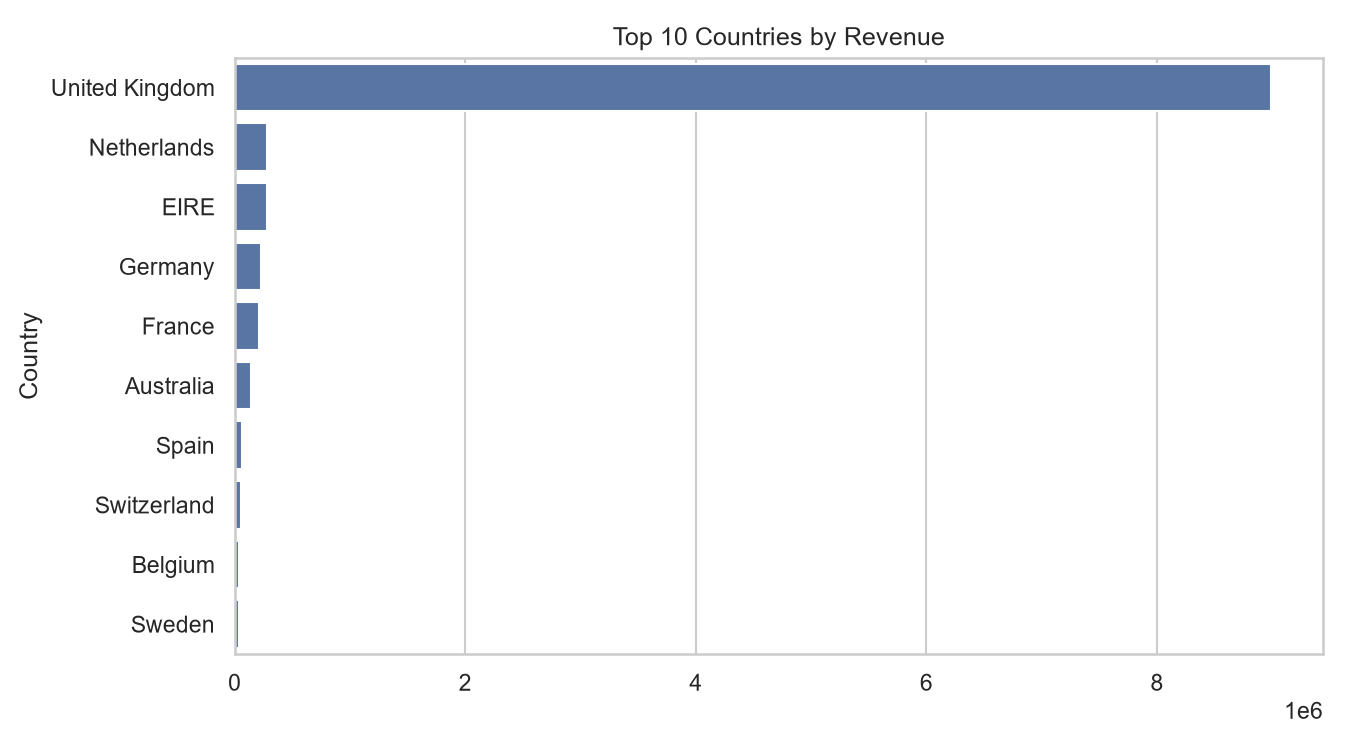 Top 10 Countries by Revenue
United Kingdom
Netherlands
EIRE
Germany
France
Australia
Spain
Switzerland
Belgium
Sweden
Country
0 2 4 6 8
1e6